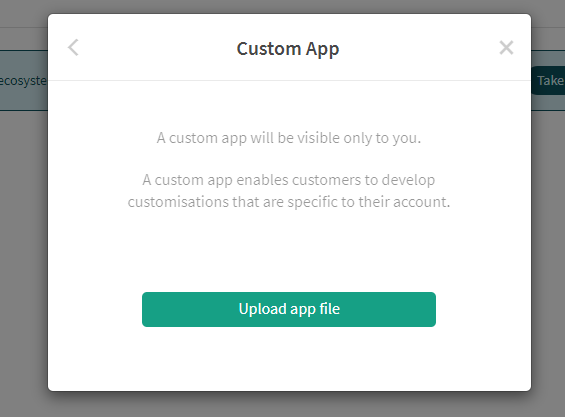 Custom App
ecosyste
Take
A custom app will be visible only to you.
A custom app enables customers to develop
customisations that are specific to their account.
Upload app file